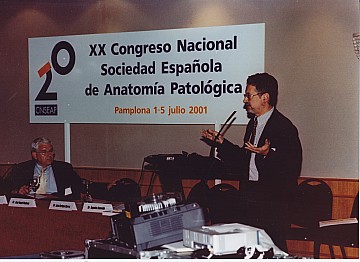 20
CNSEAP
XX Congreso Nacional
Sociedad Española
de Anatomía Patológica
Pamplona 1-5 julio 2001